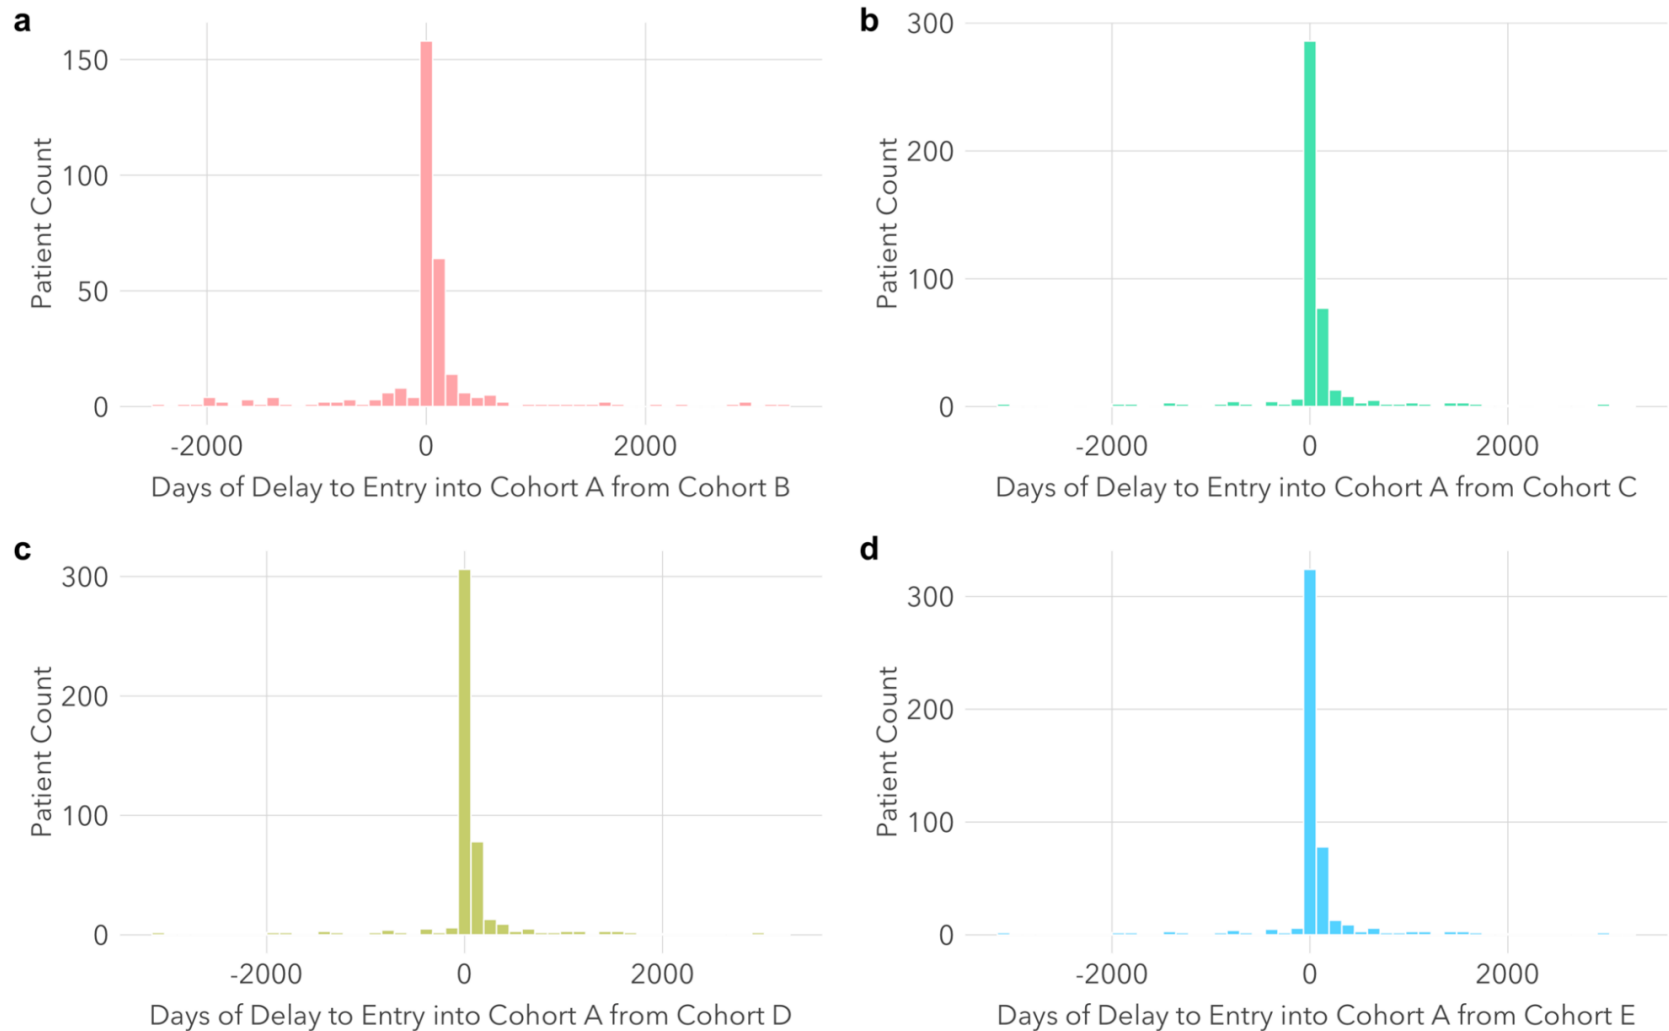 a
150
100
50
0
Patient Count
-2000 0 2000
Days of Delay to Entry into Cohort A from Cohort B
b
300
200
100
0
Patient Count
-2000 0 2000
Days of Delay to Entry into Cohort A from Cohort C
c
300
200
100
0
Patient Count
-2000 0 2000
Days of Delay to Entry into Cohort A from Cohort D
d
300
200
100
0
Patient Count
-2000 0 2000
Days of Delay to Entry into Cohort A from Cohort E